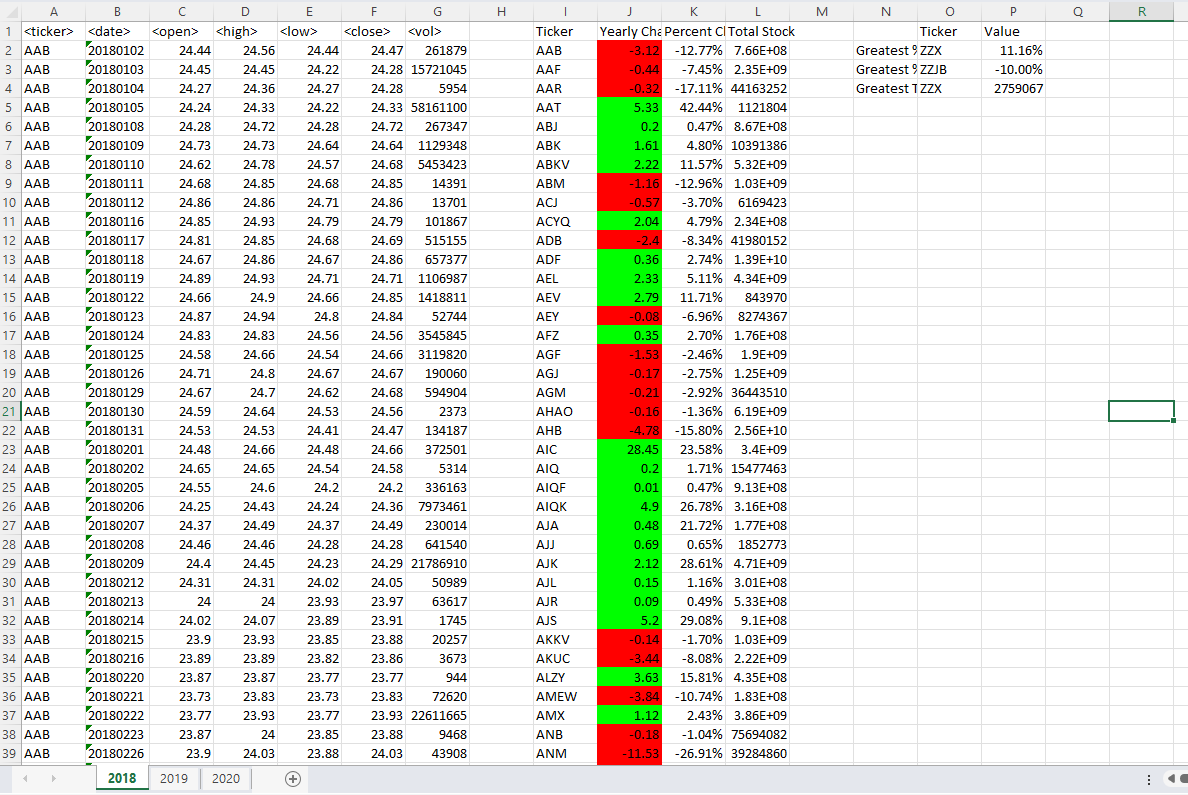 A B C D E F G H I J K L M N O P Q R
1 <ticker> <date> <open> <high> <low> <close> <vol> Ticker Yearly Cha Percent Cl Total Stock Ticker Value
2 AAB 20180102 24.44 24.56 24.44 24.47 261879 AAB -3.12 -12.77% 7.66E+08 Greatest % ZZX 11.16%
3 AAB 20180103 24.45 24.45 24.22 24.28 15721045 AAF -0.44 -7.45% 2.35E+09 Greatest % ZZJB -10.00%
4 AAB 20180104 24.27 24.36 24.27 24.28 5954 AAR -0.32 -17.11% 44163252 Greatest T ZZX 2759067
5 AAB 20180105 24.24 24.33 24.22 24.33 58161100 AAT 5.33 42.44% 1121804
6 AAB 20180108 24.28 24.72 24.28 24.72 267347 ABJ 0.2 0.47% 8.67E+08
7 AAB 20180109 24.73 24.73 24.64 24.64 1129348 ABK 1.61 4.80% 10391386
8 AAB 20180110 24.62 24.78 24.57 24.68 5453423 ABKV 2.22 11.57% 5.32E+09
9 AAB 20180111 24.68 24.85 24.68 24.85 14391 ABM -1.16 -12.96% 1.03E+09
10 AAB 20180112 24.86 24.86 24.71 24.86 13701 ACJ -0.57 -3.70% 6169423
11 AAB 20180116 24.85 24.93 24.79 24.79 101867 ACYQ 2.04 4.79% 2.34E+08
12 AAB 20180117 24.81 24.85 24.68 24.69 515155 ADB -2.4 -8.34% 41980152
13 AAB 20180118 24.67 24.86 24.67 24.86 657377 ADF 0.36 2.74% 1.39E+10
14 AAB 20180119 24.89 24.93 24.71 24.71 1106987 AEL 2.33 5.11% 4.34E+09
15 AAB 20180122 24.66 24.9 24.66 24.85 1418811 AEV 2.79 11.71% 843970
16 AAB 20180123 24.87 24.94 24.8 24.84 52744 AEY -0.08 -6.96% 8274367
17 AAB 20180124 24.83 24.83 24.56 24.56 3545845 AFZ 0.35 2.70% 1.76E+08
18 AAB 20180125 24.58 24.66 24.54 24.66 3119820 AGF -1.53 -2.46% 1.9E+09
19 AAB 20180126 24.71 24.8 24.67 24.67 190060 AGJ -0.17 -2.75% 1.25E+09
20 AAB 20180129 24.67 24.7 24.62 24.68 594904 AGM -0.21 -2.92% 36443510
21 AAB 20180130 24.59 24.64 24.53 24.56 2373 AHAO -0.16 -1.36% 6.19E+09
22 AAB 20180131 24.53 24.53 24.41 24.47 134187 AHB -4.78 -15.80% 2.56E+10
23 AAB 20180201 24.48 24.66 24.48 24.66 372501 AIC 28.45 23.58% 3.4E+09
24 AAB 20180202 24.65 24.65 24.54 24.58 5314 AIQ 0.2 1.71% 15477463
25 AAB 20180205 24.55 24.6 24.2 24.2 336163 AIQF 0.01 0.47% 9.13E+08
26 AAB 20180206 24.25 24.43 24.24 24.36 7973461 AIQK 4.9 26.78% 3.16E+08
27 AAB 20180207 24.37 24.49 24.37 24.49 230014 AJA 0.48 21.72% 1.77E+08
28 AAB 20180208 24.46 24.46 24.28 24.28 641540 AJJ 0.69 0.65% 1852773
29 AAB 20180209 24.4 24.45 24.23 24.29 21786910 AJK 2.12 28.61% 4.71E+09
30 AAB 20180212 24.31 24.31 24.02 24.05 50989 AJL 0.15 1.16% 3.01E+08
31 AAB 20180213 24 24 23.93 23.97 63617 AJR 0.09 0.49% 5.33E+08
32 AAB 20180214 24.02 24.07 23.89 23.91 1745 AJS 5.2 29.08% 9.1E+08
33 AAB 20180215 23.9 23.93 23.85 23.88 20257 AKKV -0.14 -1.70% 1.03E+09
34 AAB 20180216 23.89 23.89 23.82 23.86 3673 AKUC -3.44 -8.08% 2.22E+09
35 AAB 20180220 23.87 23.87 23.77 23.77 944 ALZY 3.63 15.81% 4.35E+08
36 AAB 20180221 23.73 23.83 23.73 23.83 72620 AMEW -3.84 -10.74% 1.83E+08
37 AAB 20180222 23.77 23.93 23.77 23.93 22611665 AMX 1.12 2.43% 3.86E+09
38 AAB 20180223 23.87 24 23.85 23.88 9468 ANB -0.18 -1.04% 75694082
39 AAB 20180226 23.9 24.03 23.88 24.03 43908 ANM -11.53 -26.91% 39284860
2018 2019 2020